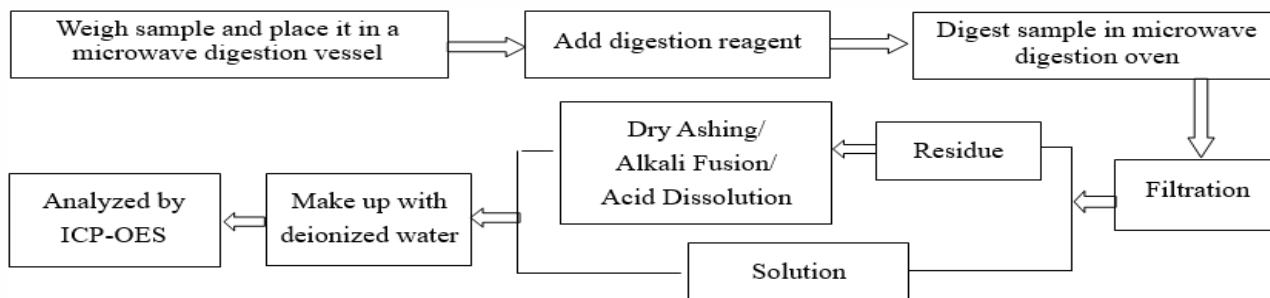 Weigh sample and place it in a
microwave digestion vessel
Add digestion reagent
Digest sample in microwave
digestion oven
Filtration
Residue
Dry Ashing/
Alkali Fusion/
Acid Dissolution
Solution
Make up with
deionized water
Analyzed by
ICP-OES